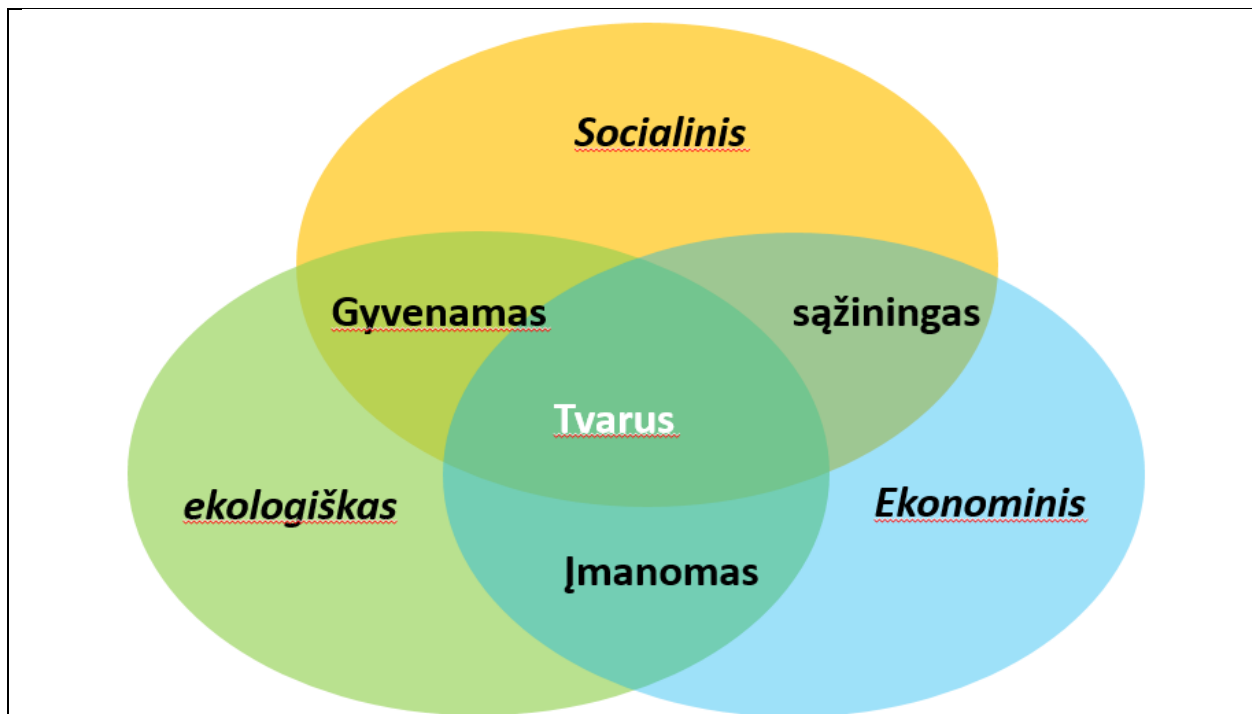 Socialinis
Gyvenamas
sąžiningas
Tvarus
ekologiškas
Ekonominis
Įmanomas